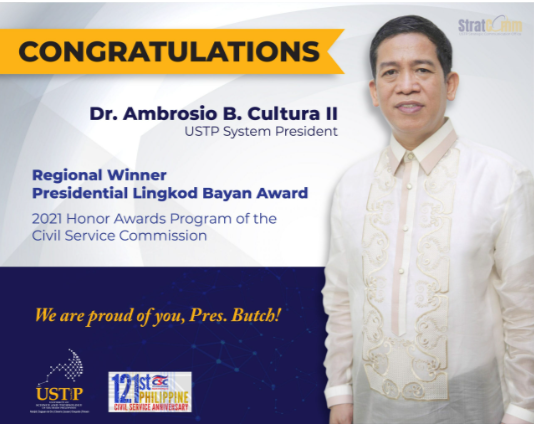 StratComm
CONGRATULATIONS
Dr. Ambrosio B. Cultura II
USTP System President
Regional Winner
Presidential Lingkod Bayan Award
2021 Honor Awards Program of the
Civil Service Commission
We are proud of you, Pres. Butch!
USTP
121st
PHILIPPINE
CIVIL SERVICE ANNIVERSARY